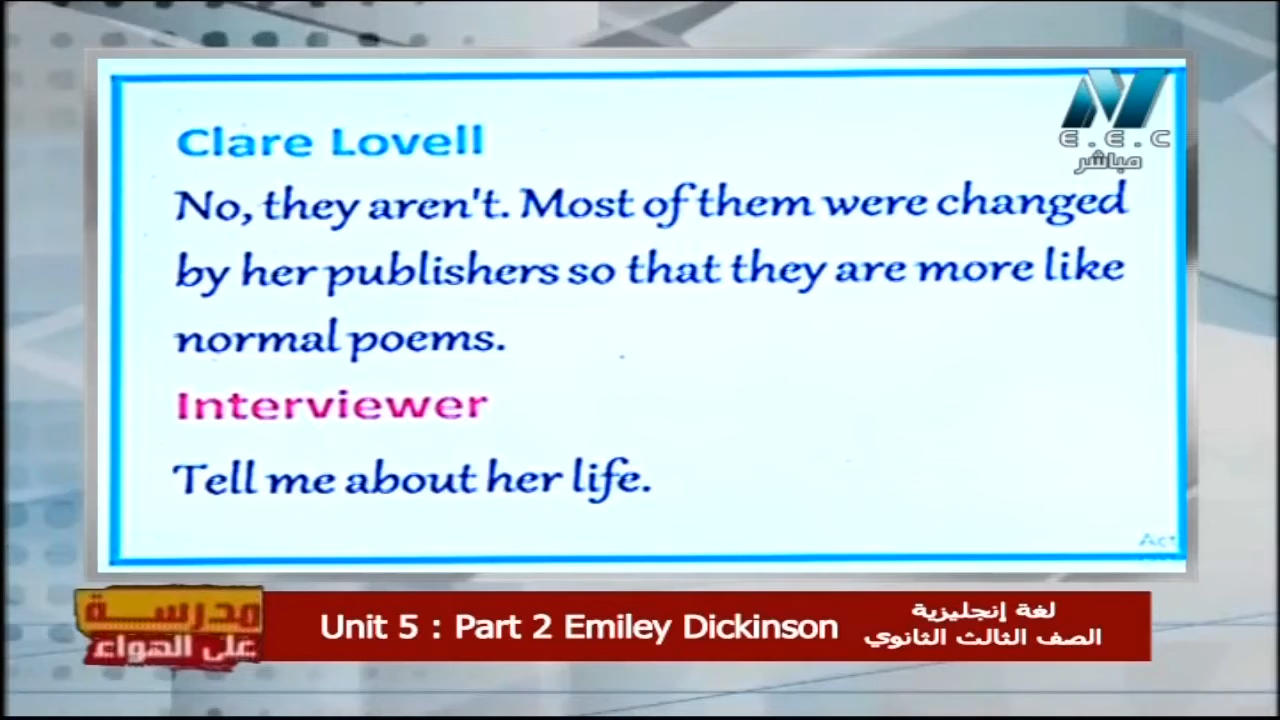 Clare Lovell
No, they aren't. Most of them were changed
by her publishers so that they are more like
normal poems.
Interviewer
Tell me about her life.
Act
E.E.C
مباشر
مدرسة
على الهواء
Unit 5 : Part 2 Emiley Dickinson
لغة إنجليزية
الصف الثالث الثانوي